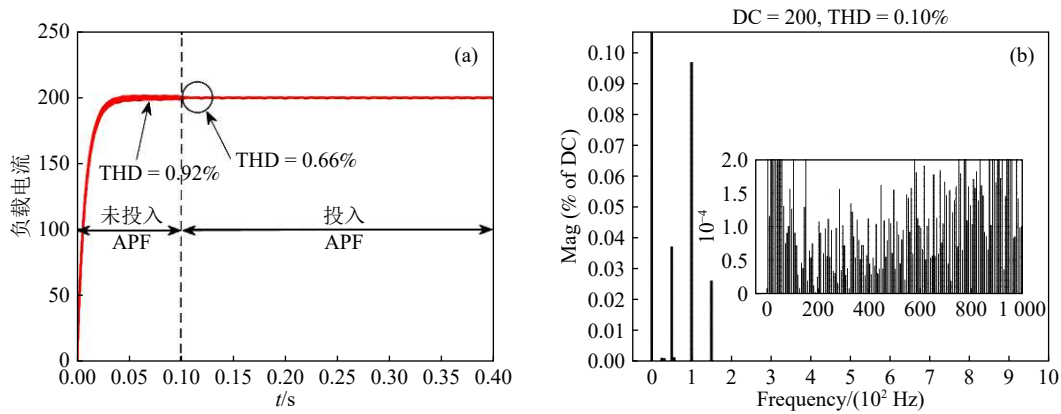 (a)
250
200
150
100
50
0
负载电流
THD = 0.92%
THD = 0.66%
未投入
APF
投入
APF
0.00 0.05 0.10 0.15 0.20 0.25 0.30 0.35 0.40
t/s
DC = 200, THD = 0.10%
(b)
0.10
0.09
0.08
0.07
0.06
0.05
0.04
0.03
0.02
0.01
0.00
Mag (% of DC)
2.0
1.5
1.0
0.5
0
10⁻⁴
0 200 400 600 800 1 000
0 1 2 3 4 5 6 7 8 9 10
Frequency/(10² Hz)